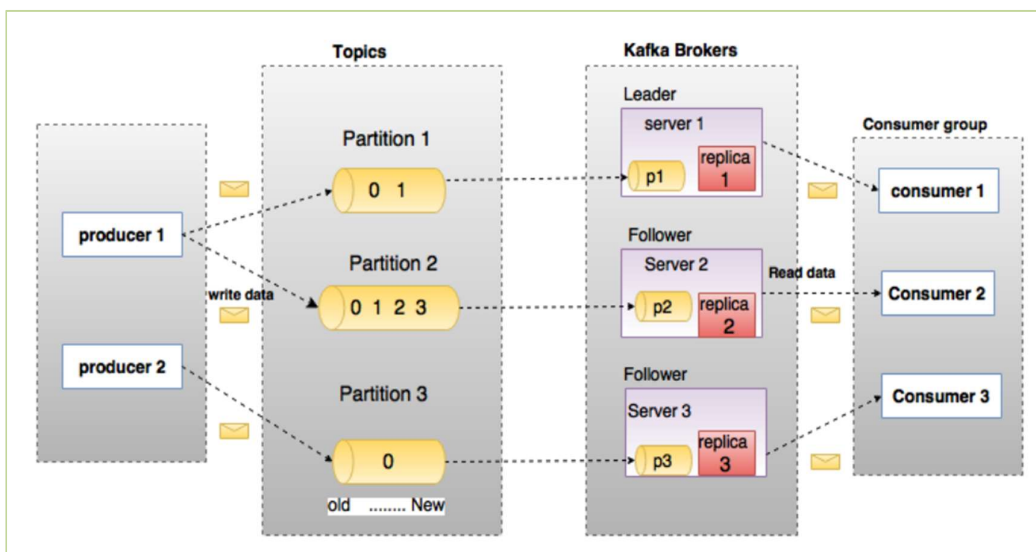 Topics
Kafka Brokers
Consumer group
producer 1
producer 2
write data
Partition 1
0 1
Partition 2
0 1 2 3
Partition 3
0
old ........ New
Leader
server 1
p1
replica
1
Follower
Server 2
p2
replica
2
Follower
Server 3
p3
replica
3
Read data
consumer 1
Consumer 2
Consumer 3